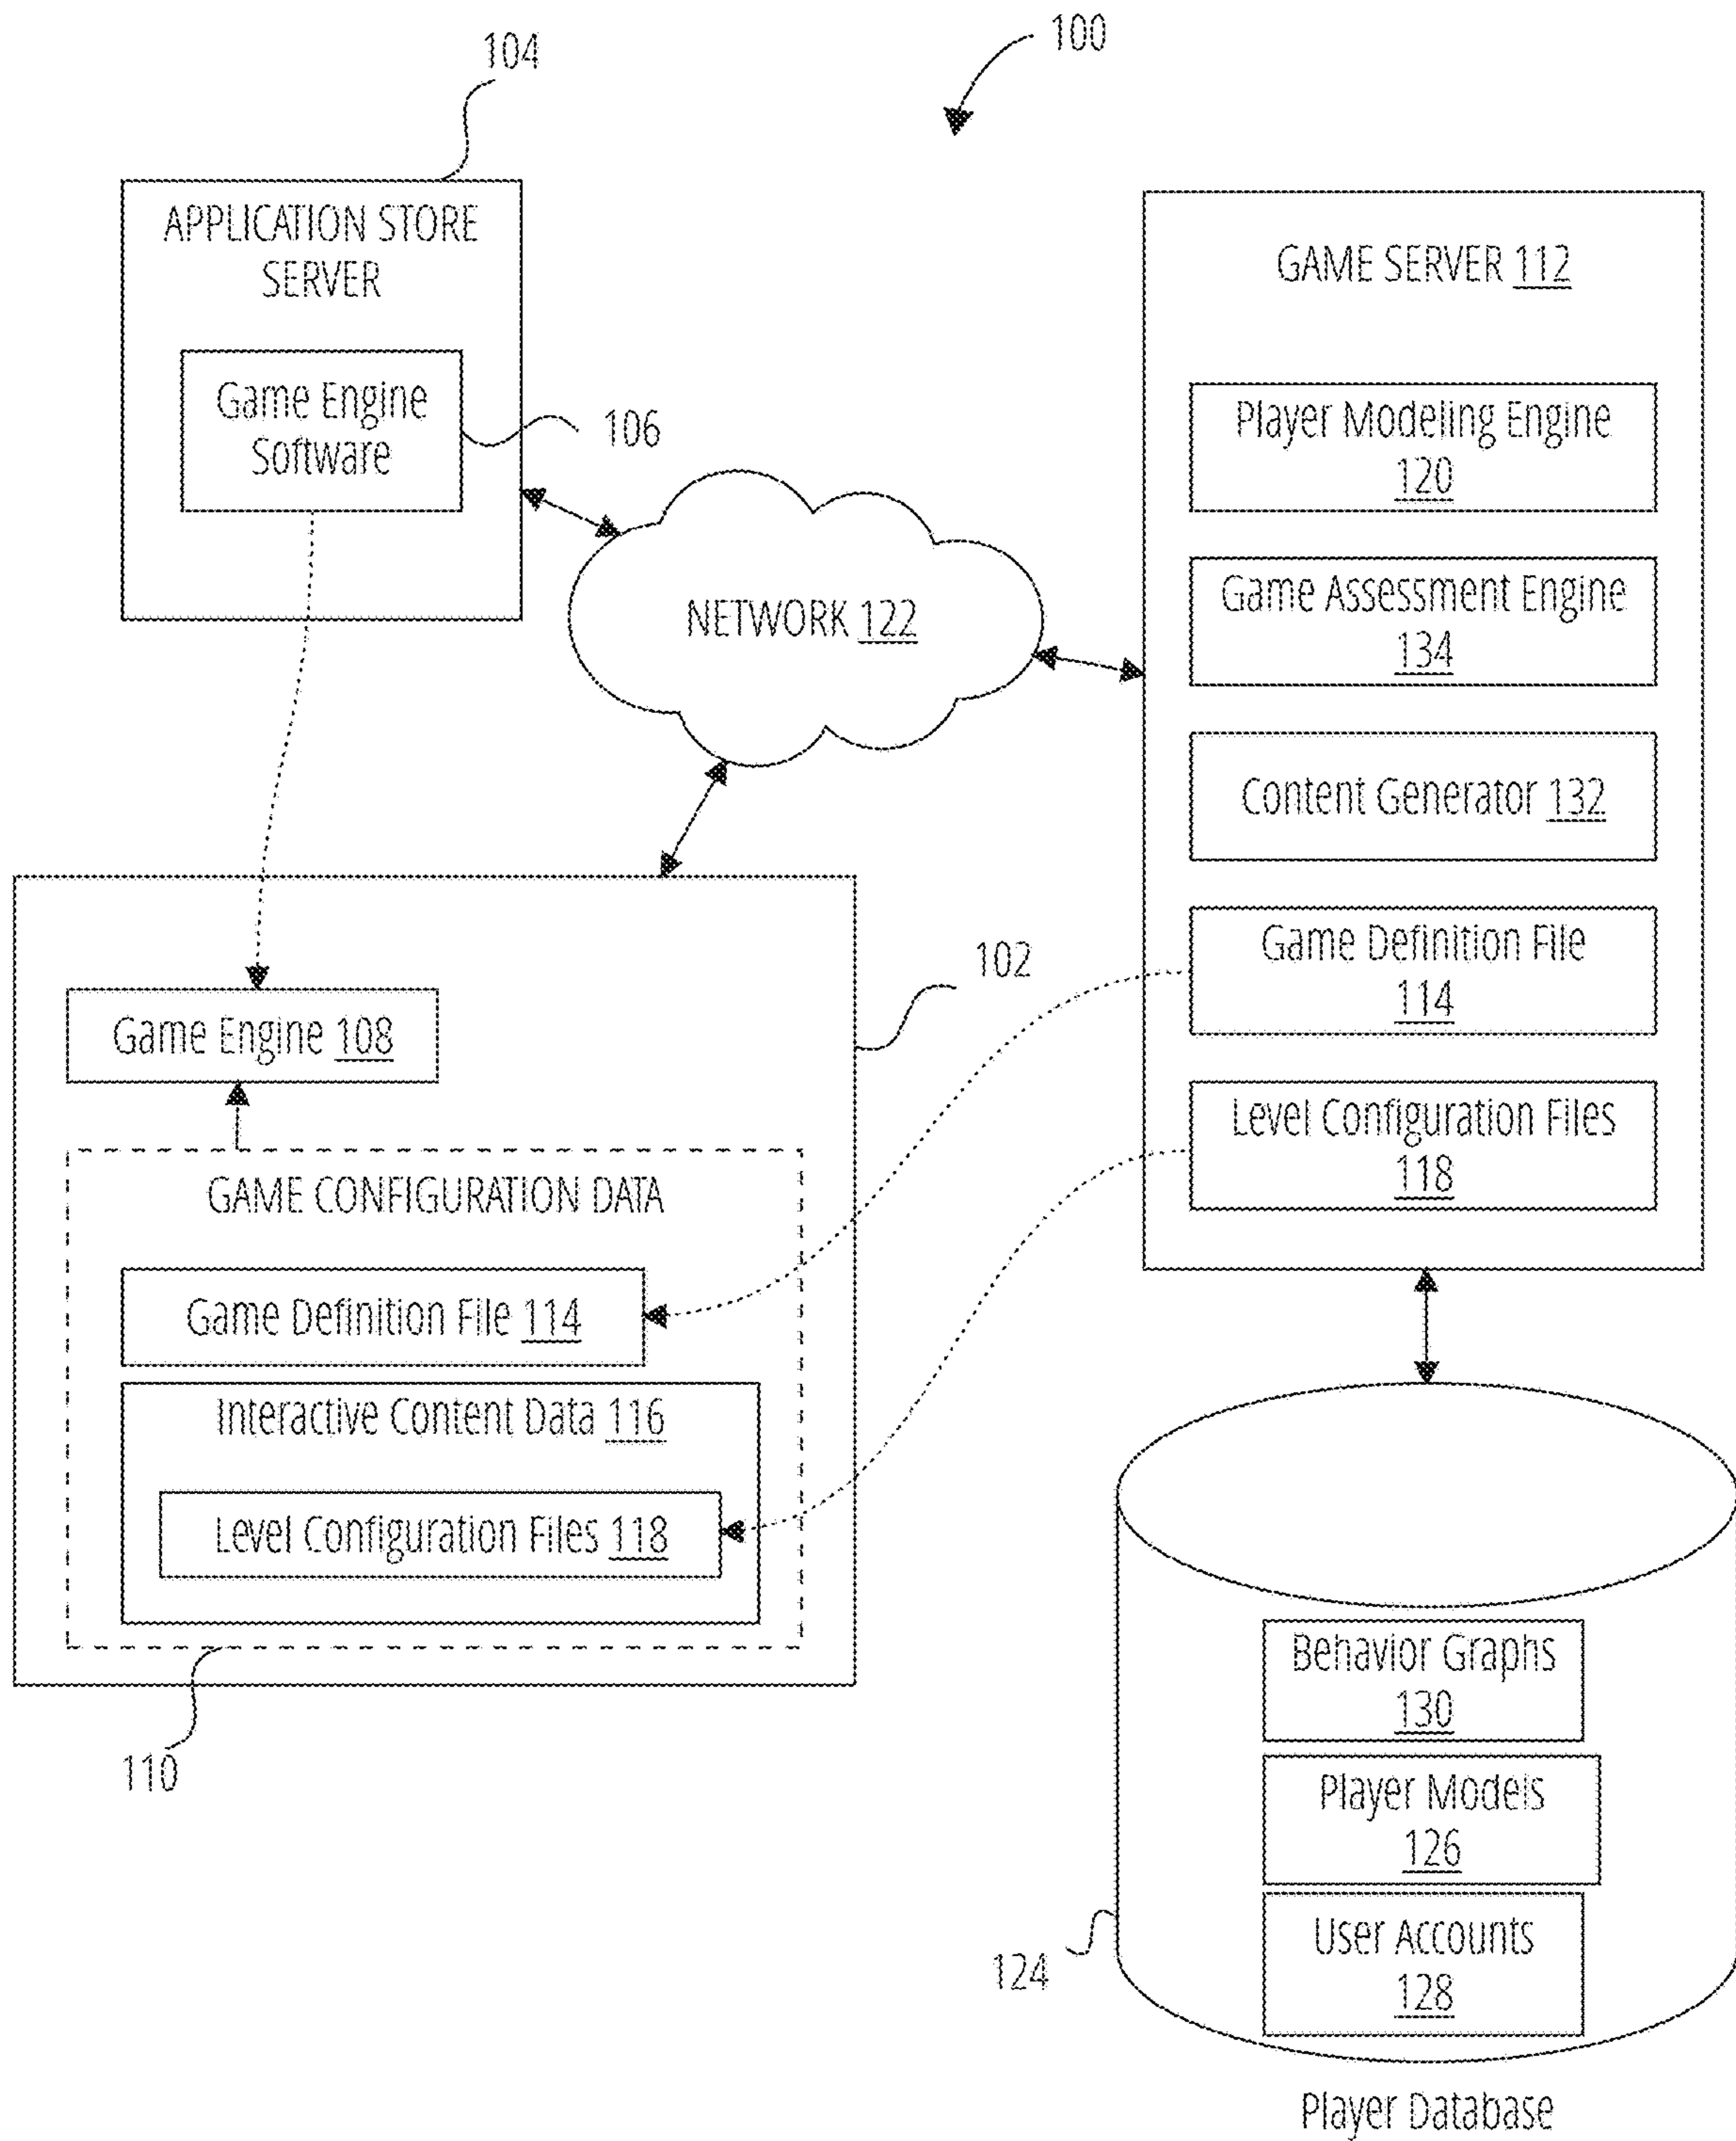 100
104
APPLICATION STORE
SERVER
Game Engine
Software
106
NETWORK 122
GAME SERVER 112
Player Modeling Engine
120
Game Assessment Engine
134
Content Generator 132
Game Definition File
114
Level Configuration Files
118
102
Game Engine 108
GAME CONFIGURATION DATA
Game Definition File 114
Interactive Content Data 116
Level Configuration Files 118
110
Behavior Graphs
130
Player Models
126
User Accounts
128
124
Player Database